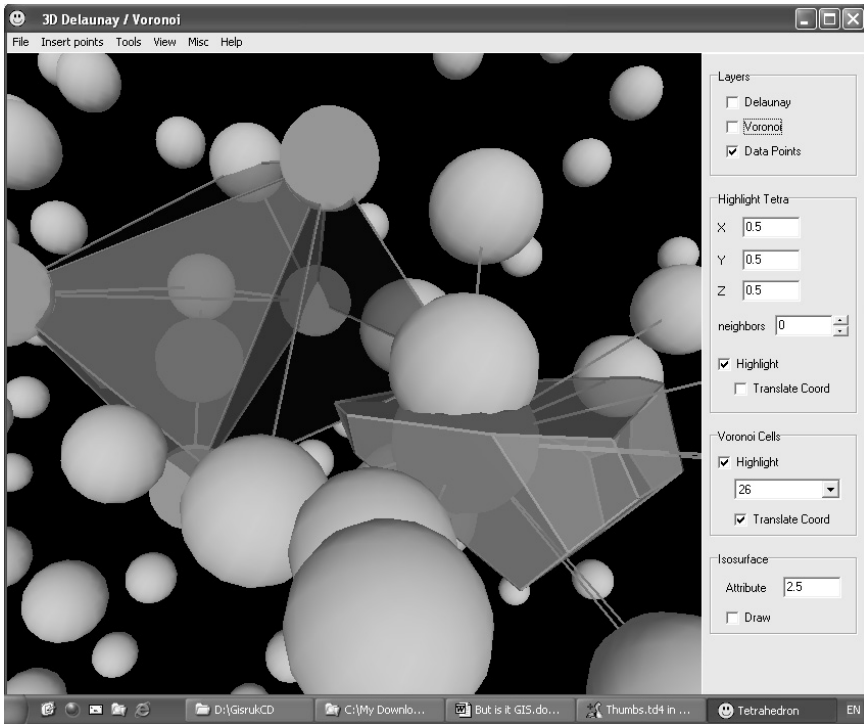 3D Delaunay / Voronoi
File Insert points Tools View Misc Help
Layers
Delaunay
Voronoi
Data Points
Highlight Tetra
X 0.5
Y 0.5
Z 0.5
neighbors 0
Highlight
Translate Coord
Voronoi Cells
Highlight
26
Translate Coord
Isosurface
Attribute 2.5
Draw
D:\GisrukCD C:\My Downlo... But is it GIS.do... Thumbs.td4 in ... Tetrahedron EN